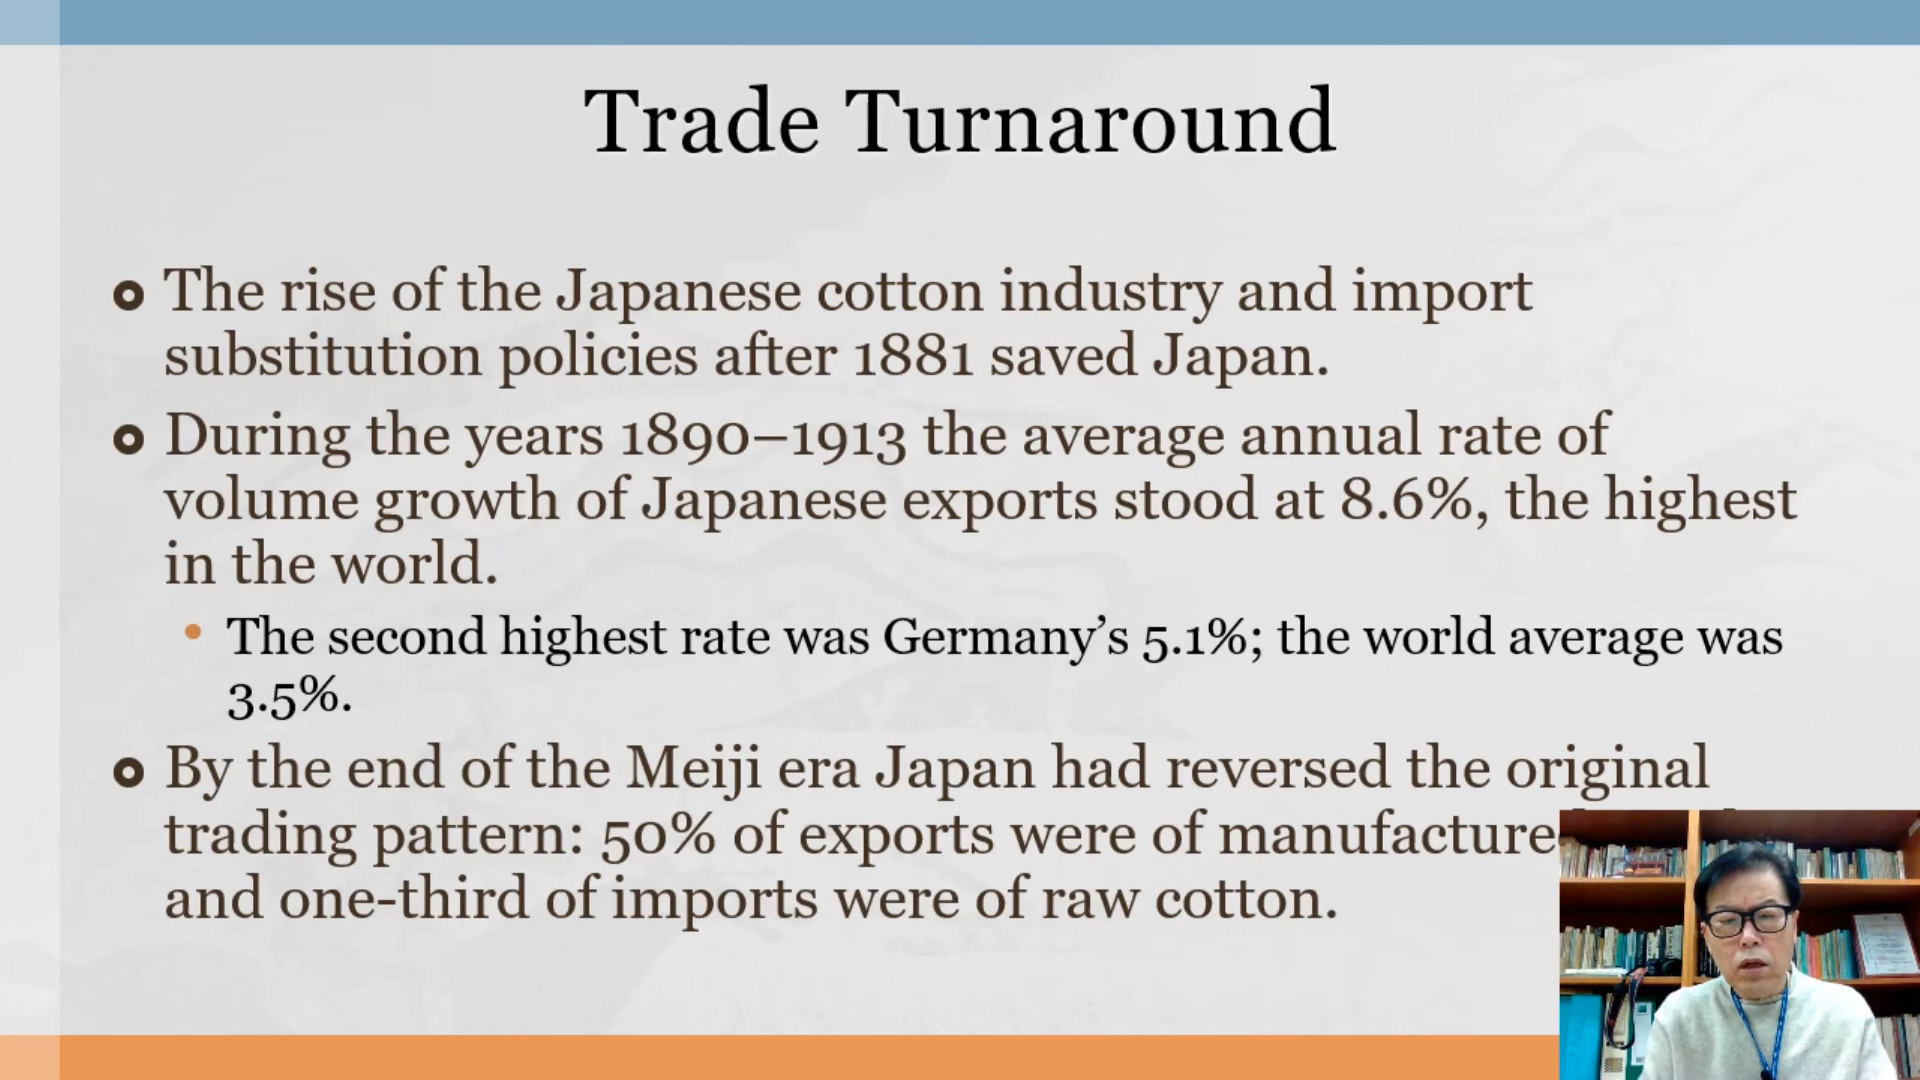 Trade Turnaround
The rise of the Japanese cotton industry and import
substitution policies after 1881 saved Japan.
During the years 1890–1913 the average annual rate of
volume growth of Japanese exports stood at 8.6%, the highest
in the world.
The second highest rate was Germany’s 5.1%; the world average was
3.5%.
By the end of the Meiji era Japan had reversed the original
trading pattern: 50% of exports were of manufacture
and one-third of imports were of raw cotton.